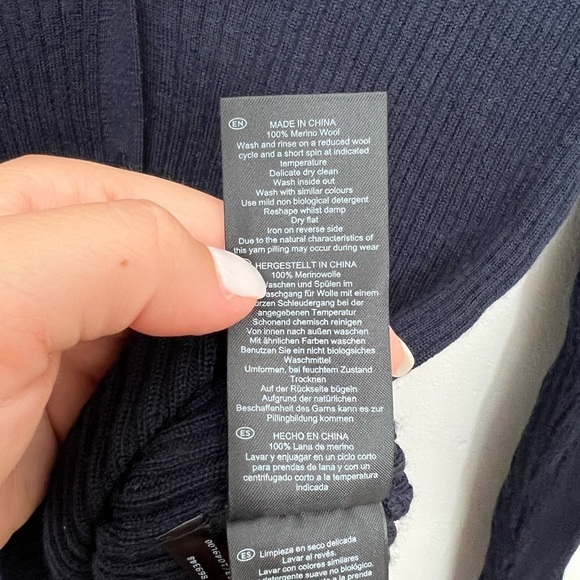 EN MADE IN CHINA
100% Merino Wool
Wash and rinse on a reduced wool
cycle and a short spin at indicated
temperature
Delicate dry clean
Wash inside out
Wash with similar colours
Use mild non biological detergent
Reshape whilst damp
Dry flat
Iron on reverse side
Due to the natural characteristics of
this yarn pilling may occur during wear
HERGESTELLT IN CHINA
100% Merinowolle
Waschen und Spülen im
Waschgang für Wolle mit einem
kurzen Schleudergang bei der
angegebenen Temperatur
Schonend chemisch reinigen
Von innen nach außen waschen
Mit ähnlichen Farben waschen
Benutzen Sie ein nicht biologisches
Waschmittel
Umformen, bei feuchtem Zustand
Trocknen
Auf der Rückseite bügeln
Aufgrund der natürlichen
Beschaffenheit des Garns kann es zur
Pillingbildung kommen
ES HECHO EN CHINA
100% Lana de merino
Lavar y enjuagar en un ciclo corto
para prendas de lana y con un
centrifugado corto a la temperatura
indicada
ES Limpieza en seco delicada
Lavar al revés.
Lavar con colores similares
detergente suave no biológico.
869348